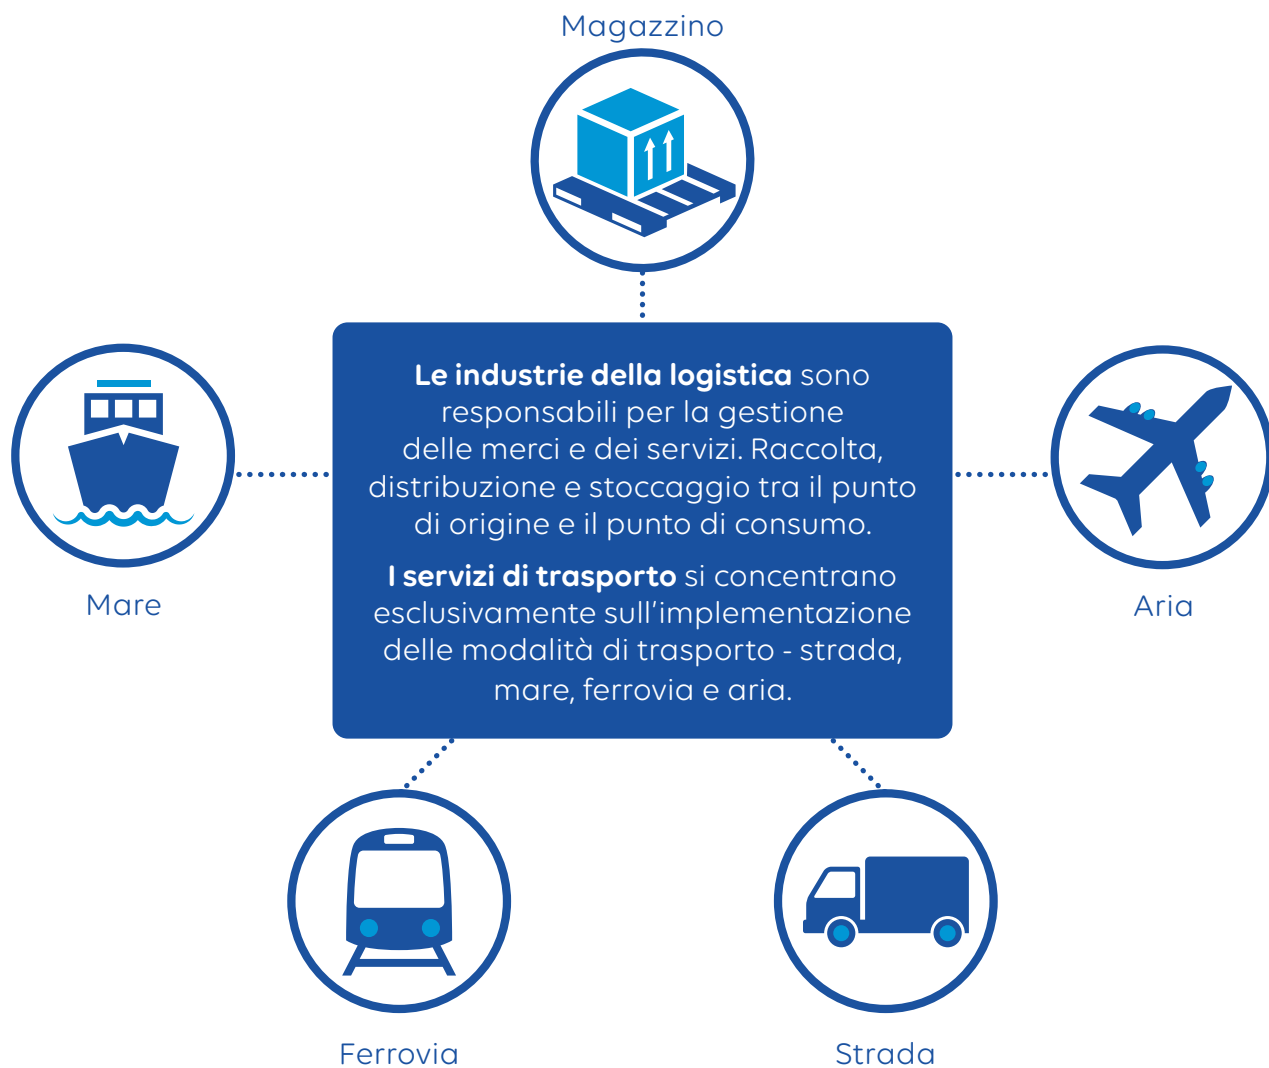 Magazzino
Le industrie della logistica sono
responsabili per la gestione
delle merci e dei servizi. Raccolta,
distribuzione e stoccaggio tra il punto
di origine e il punto di consumo.
I servizi di trasporto si concentrano
esclusivamente sull'implementazione
delle modalità di trasporto - strada,
mare, ferrovia e aria.
Mare
Aria
Ferrovia
Strada